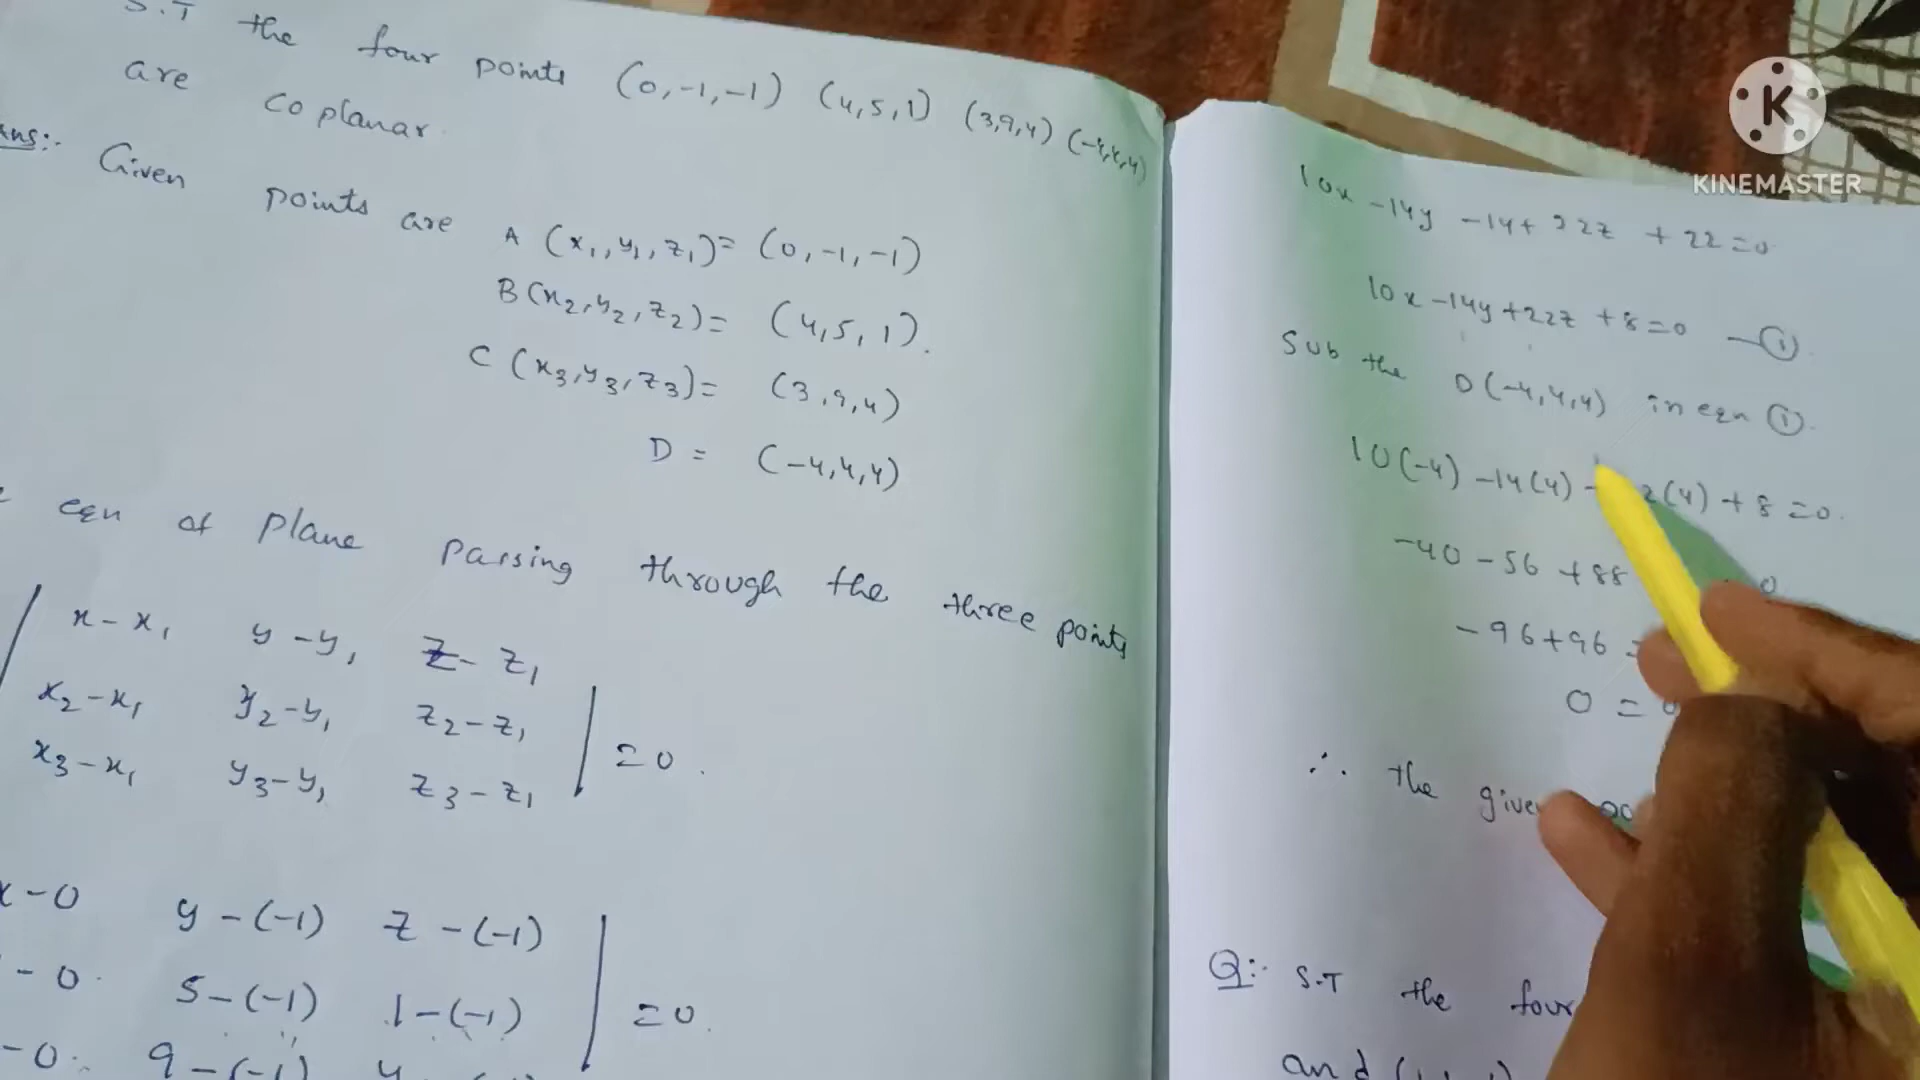 S.T the four points (0,-1,-1) (4,5,1) (3,9,4) (-4,4,4)
are coplanar.
Ans:- Given points are A (x₁,y₁,z₁)= (0,-1,-1)
B(x₂,y₂,z₂)= (4,5,1).
C (x₃,y₃,z₃)= (3,9,4)
D = (-4,4,4)
eqn of plane passing through the three points
x-x₁ y-y₁ z-z₁
x₂-x₁ y₂-y₁ z₂-z₁ =0.
x₃-x₁ y₃-y₁ z₃-z₁
x-0 y-(-1) z-(-1)
-0. 5-(-1) 1-(-1) =0.
-0. 9-(-1) 4
10x -14y -14+22z +22=0
10x-14y+22z+8=0 -①.
Sub the D(-4,4,4) in eqn ①.
10(-4) -14(4) 2(4) +8=0.
-40-56+88 0
-96+96 =
0 = 0
∴ the given
Q:- S.T the four
and
KINEMASTER